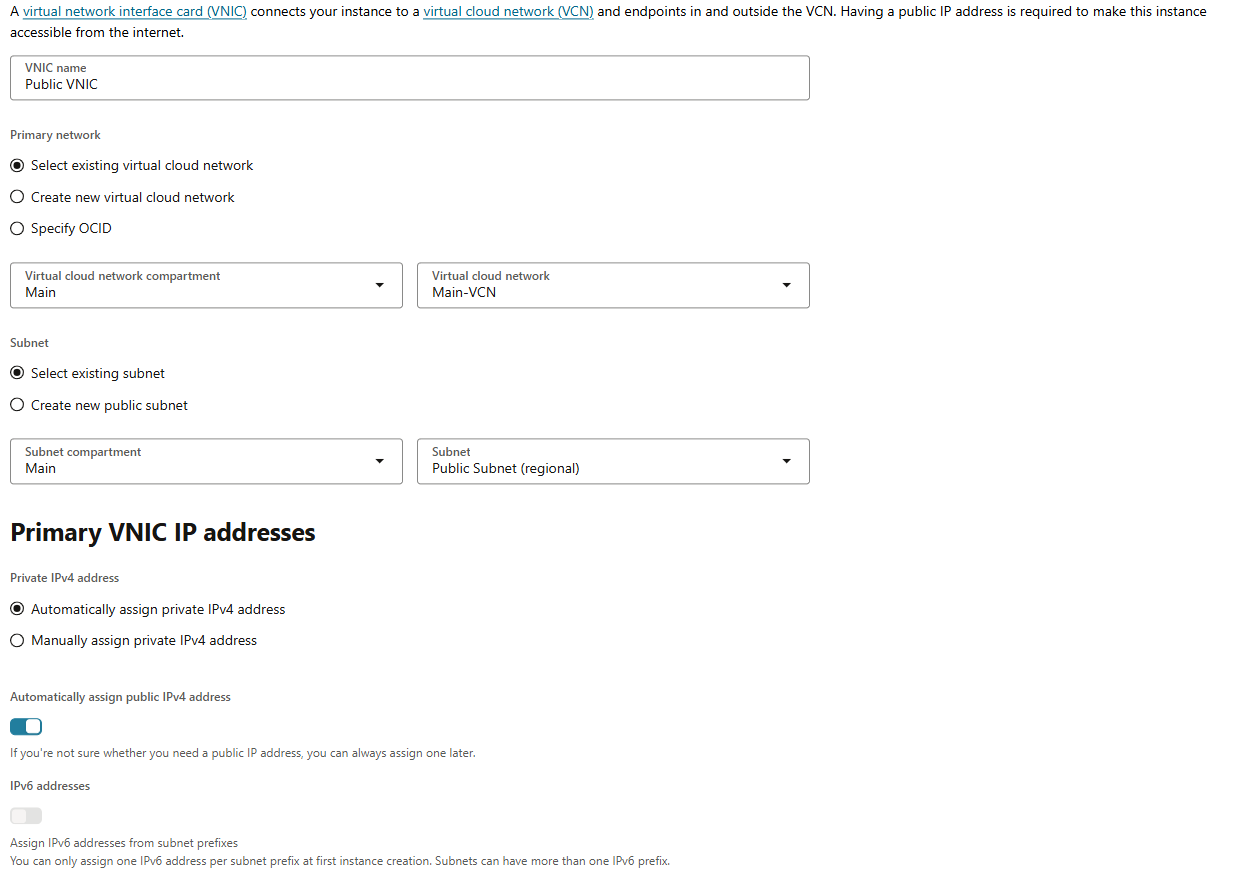 A virtual network interface card (VNIC) connects your instance to a virtual cloud network (VCN) and endpoints in and outside the VCN. Having a public IP address is required to make this instance
accessible from the internet.
VNIC name
Public VNIC
Primary network
Select existing virtual cloud network
Create new virtual cloud network
Specify OCID
Virtual cloud network compartment
Main
Virtual cloud network
Main-VCN
Subnet
Select existing subnet
Create new public subnet
Subnet compartment
Main
Subnet
Public Subnet (regional)
Primary VNIC IP addresses
Private IPv4 address
Automatically assign private IPv4 address
Manually assign private IPv4 address
Automatically assign public IPv4 address
If you're not sure whether you need a public IP address, you can always assign one later.
IPv6 addresses
Assign IPv6 addresses from subnet prefixes
You can only assign one IPv6 address per subnet prefix at first instance creation. Subnets can have more than one IPv6 prefix.